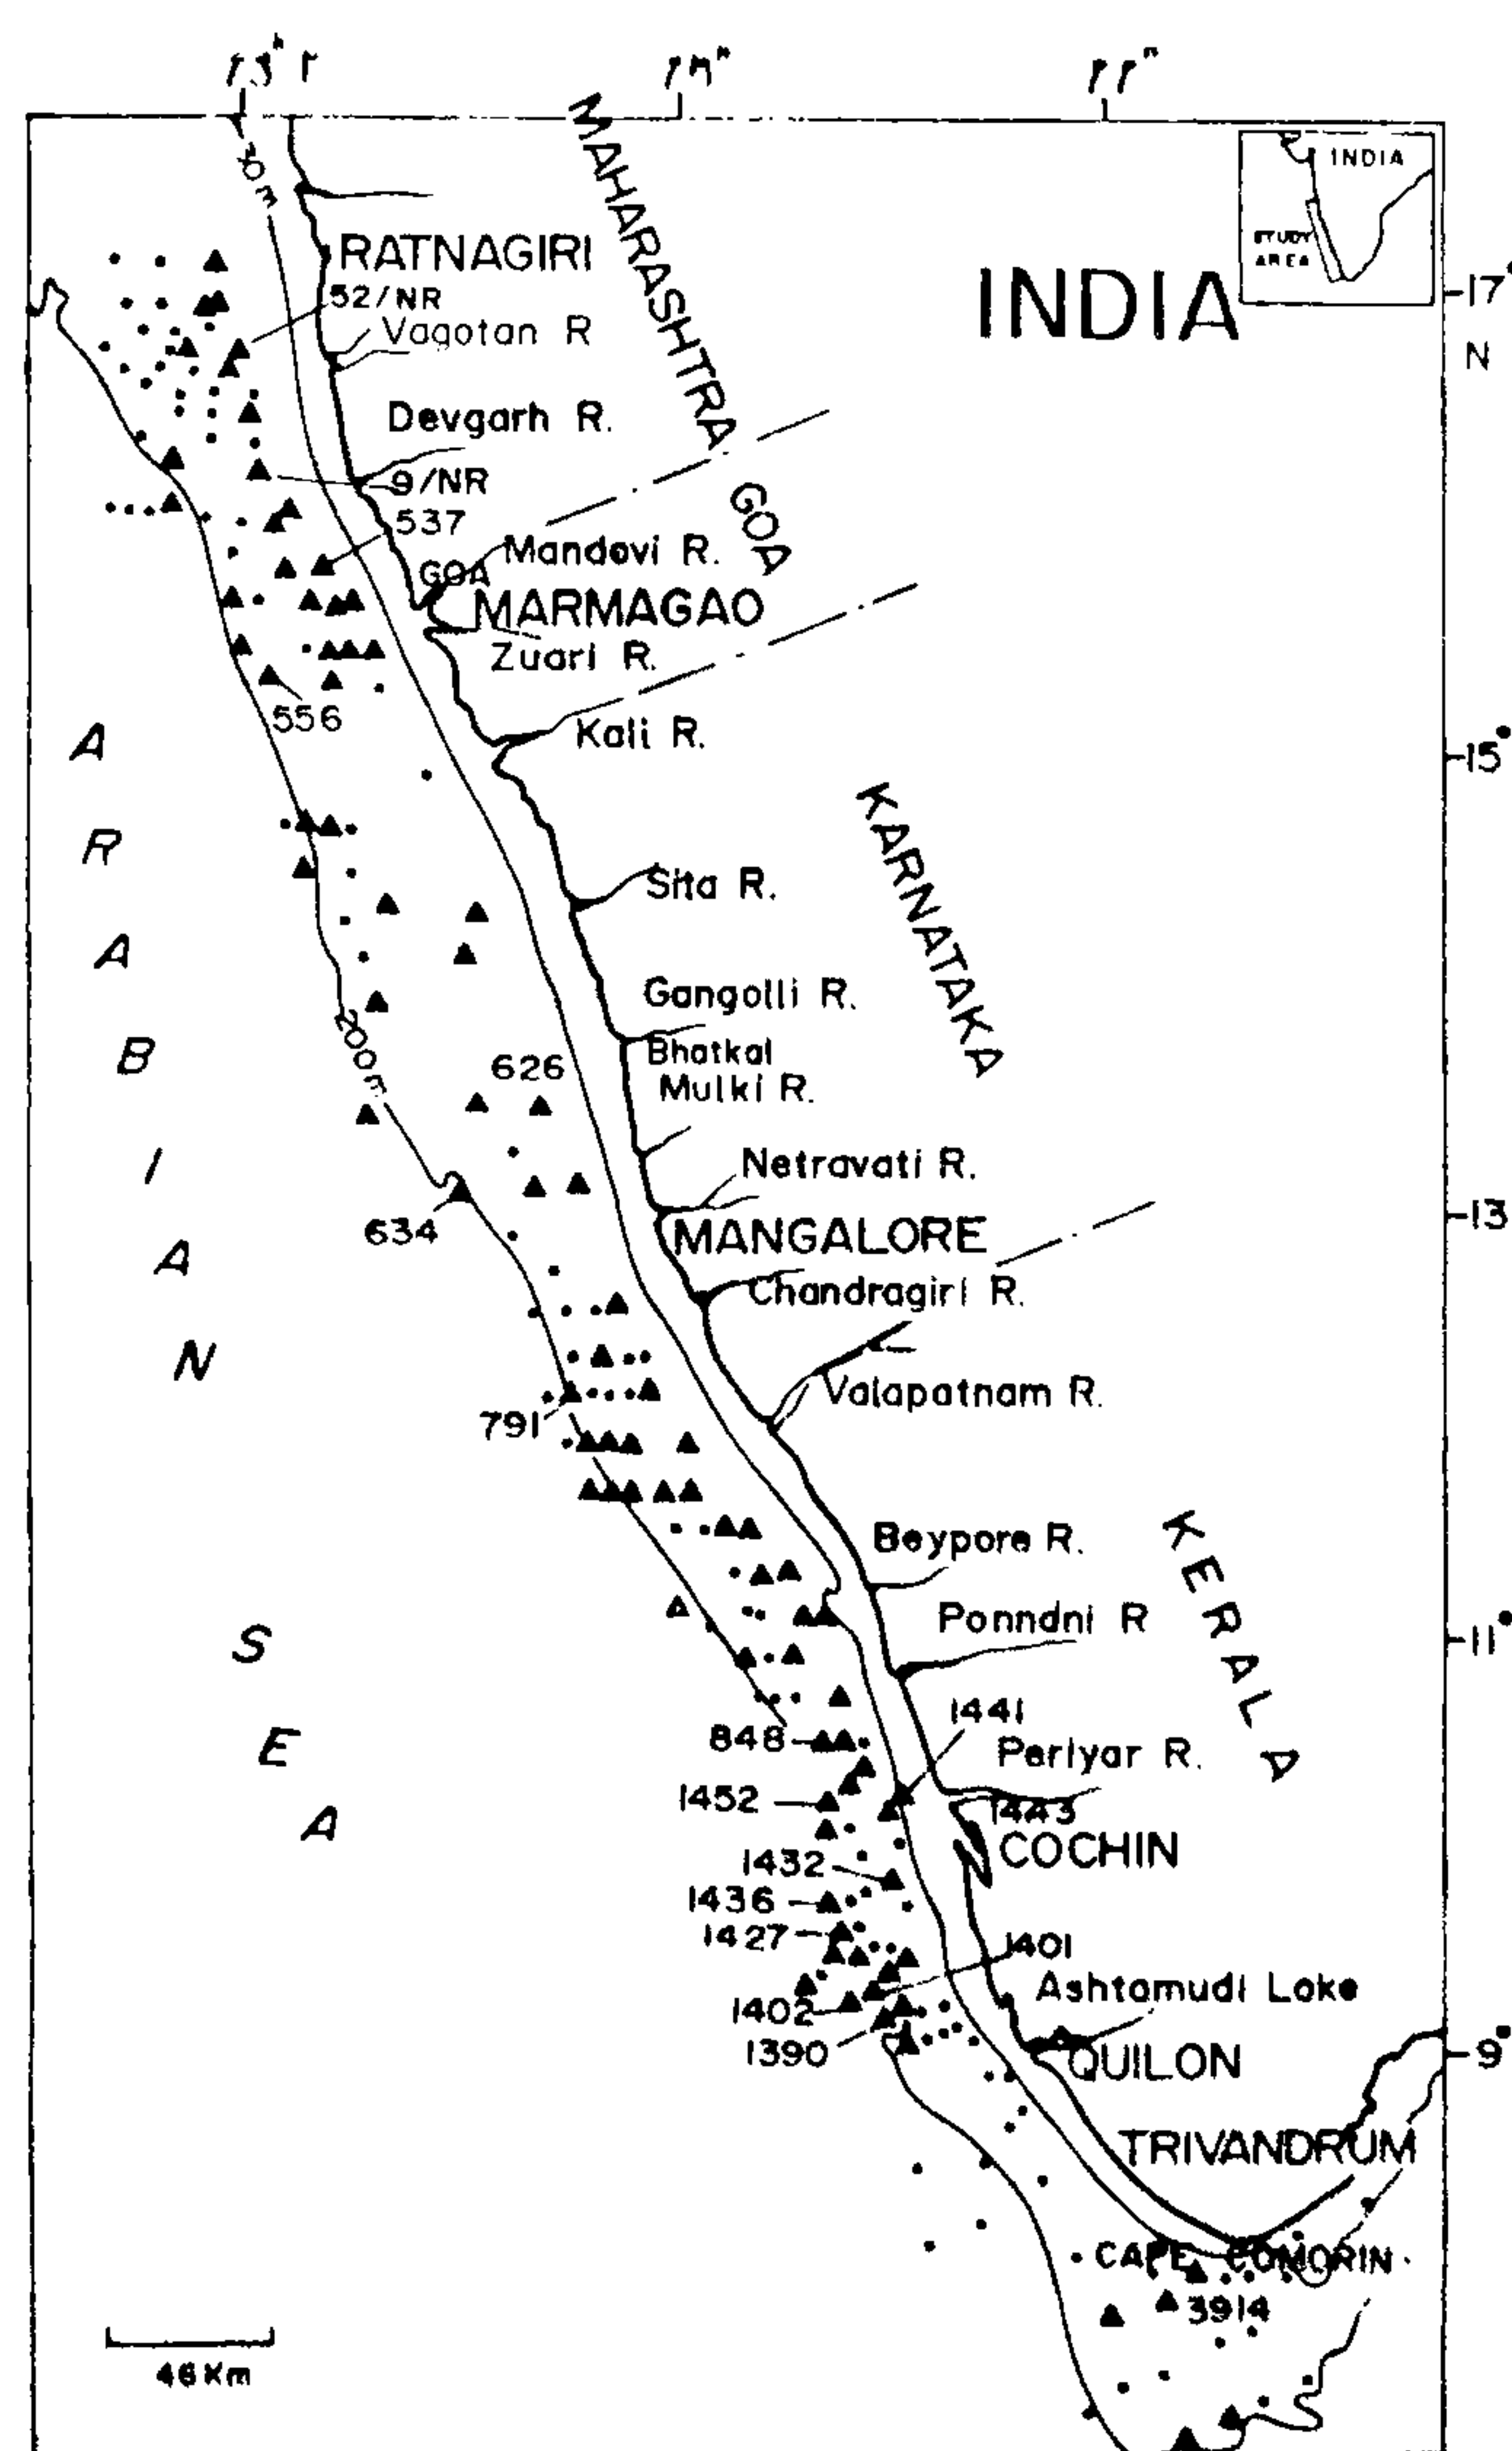 INDIA
STUDY
AREA
MAHARASHTRA
RATNAGIRI
INDIA
17°
52/NR
Vagotan R
N
Devgarh R.
9/NR
GOA
537
Mandovi R.
GOA
MARMAGAO
Zuari R.
556
Kali R.
15°
KARNATAKA
Sita R.
Gangolli R.
200m
Bhatkal
626
Mulki R.
Netravati R.
634
13
MANGALORE
Chandragiri R.
Valapatnam R.
791
Beypore R.
KERALA
Ponndni R
11°
1441
848
Periyar R.
1452
1443
COCHIN
1432
1436
1427
1401
Ashtamudi Lake
1402
1390
9°
QUILON
TRIVANDRUM
CAPE COMORIN
3914
ARABIAN
SEA
46 Km